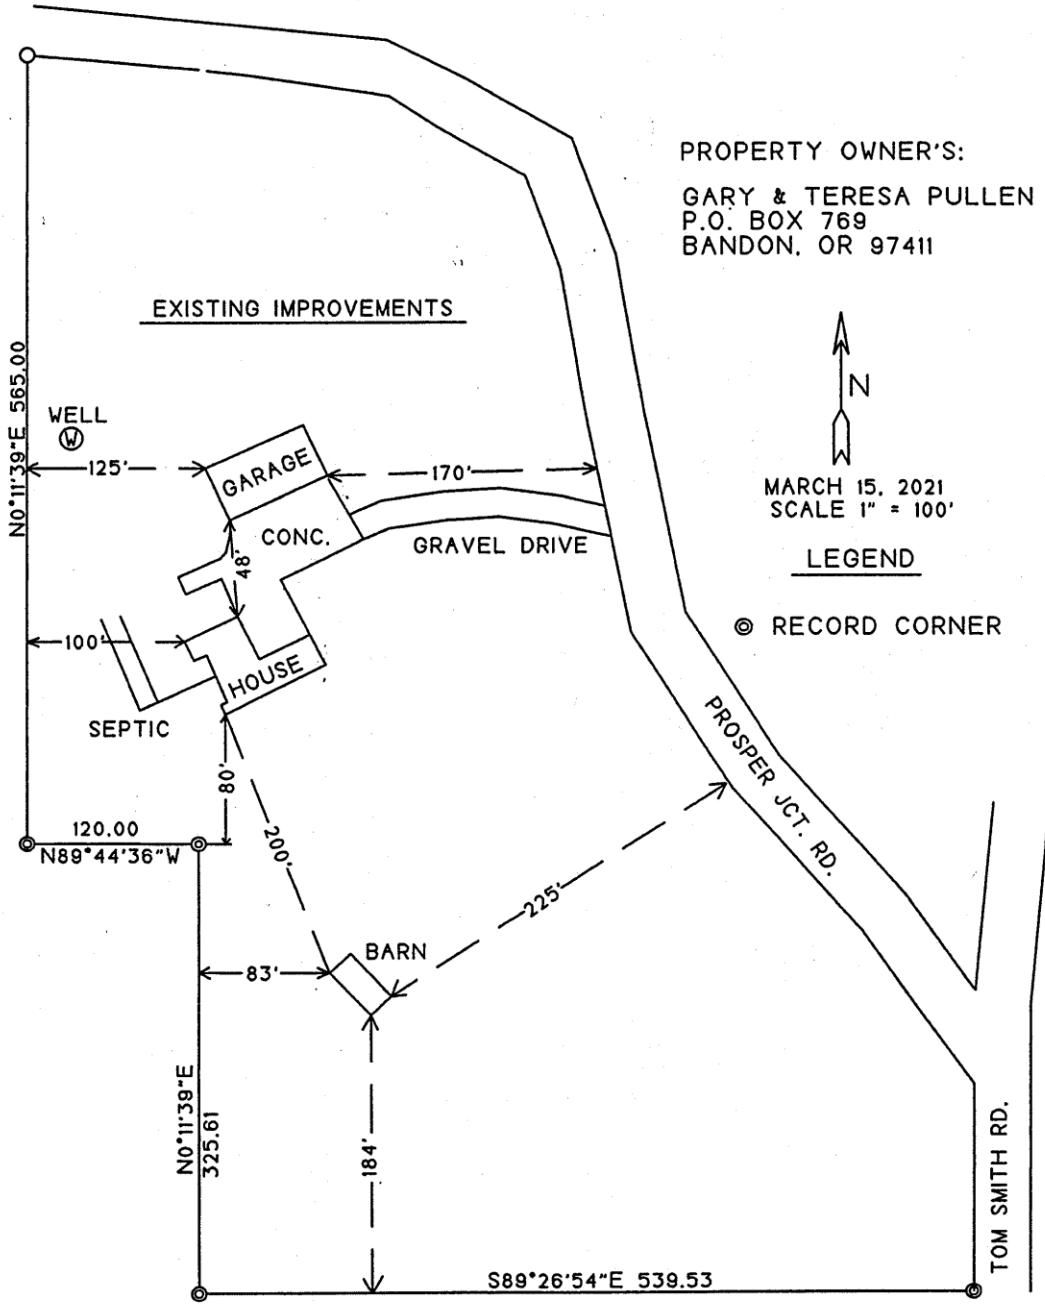 PROPERTY OWNER'S:
GARY & TERESA PULLEN
P.O. BOX 769
BANDON, OR 97411
EXISTING IMPROVEMENTS
N
MARCH 15, 2021
SCALE 1" = 100'
LEGEND
RECORD CORNER
N0°11'39"E 565.00
WELL
W
125'
GARAGE
170'
CONC.
GRAVEL DRIVE
48'
100'
HOUSE
SEPTIC
80'
PROSPER JCT. RD.
120.00
N89°44'36"W
200'
225'
BARN
83'
N0°11'39"E
325.61
184'
TOM SMITH RD.
S89°26'54"E 539.53